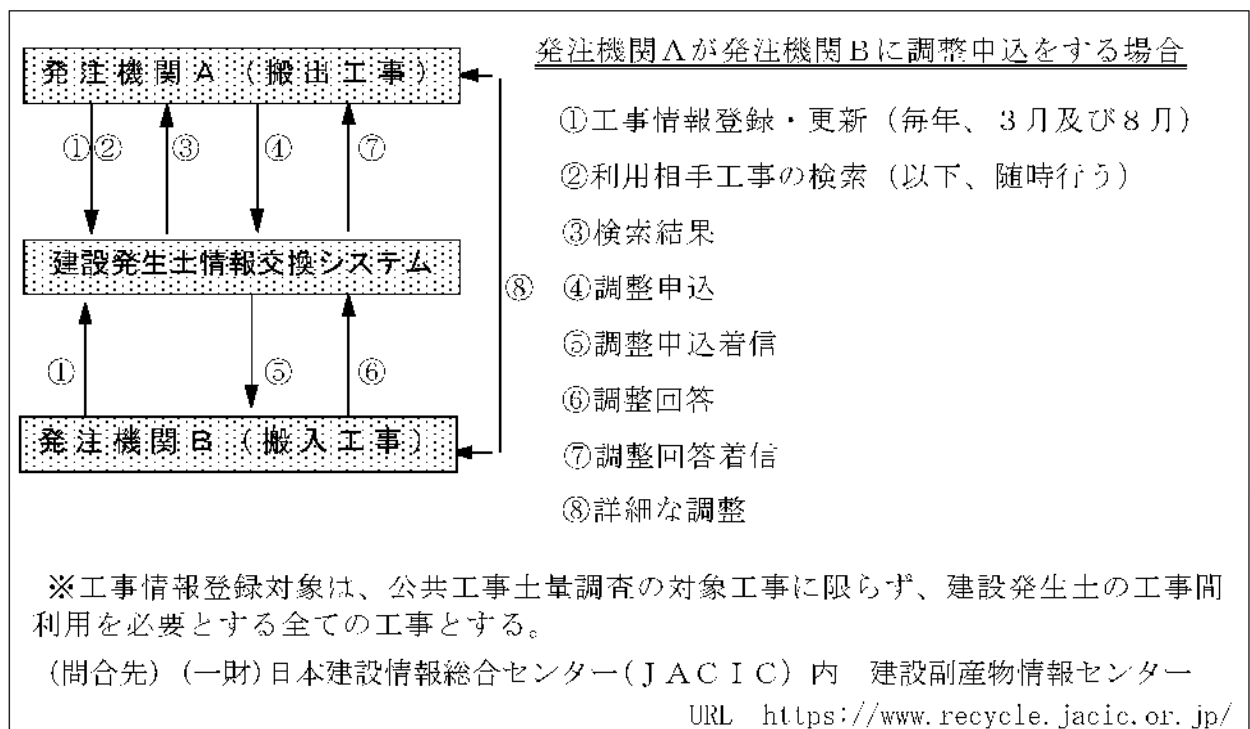 発注機関Aが発注機関Bに調整申込をする場合
発注機関A（搬出工事）
①② ③ ④ ⑦
建設発生土情報交換システム
① ⑤ ⑥
発注機関B（搬入工事）
⑧
①工事情報登録・更新（毎年、３月及び８月）
②利用相手工事の検索（以下、随時行う）
③検索結果
④調整申込
⑤調整申込着信
⑥調整回答
⑦調整回答着信
⑧詳細な調整
※工事情報登録対象は、公共工事土量調査の対象工事に限らず、建設発生土の工事間
利用を必要とする全ての工事とする。
(問合先) (一財)日本建設情報総合センター(ＪＡＣＩＣ) 内　建設副産物情報センター
URL　https://www.recycle.jacic.or.jp/